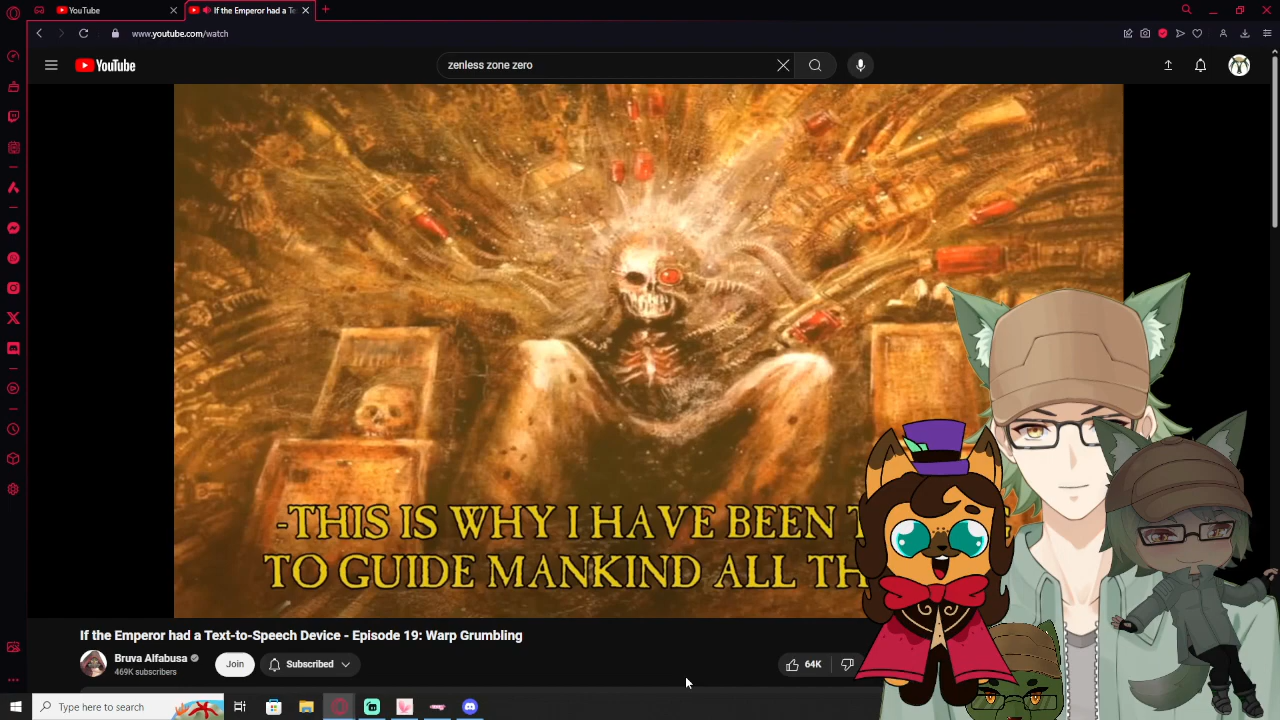 YouTube
If the Emperor had a Te
www.youtube.com/watch
YouTube
zenless zone zero
-THIS IS WHY I HAVE BEEN
TO GUIDE MANKIND ALL
If the Emperor had a Text-to-Speech Device - Episode 19: Warp Grumbling
Bruva Alfabusa
469K subscribers
Join
Subscribed
64K
Type here to search